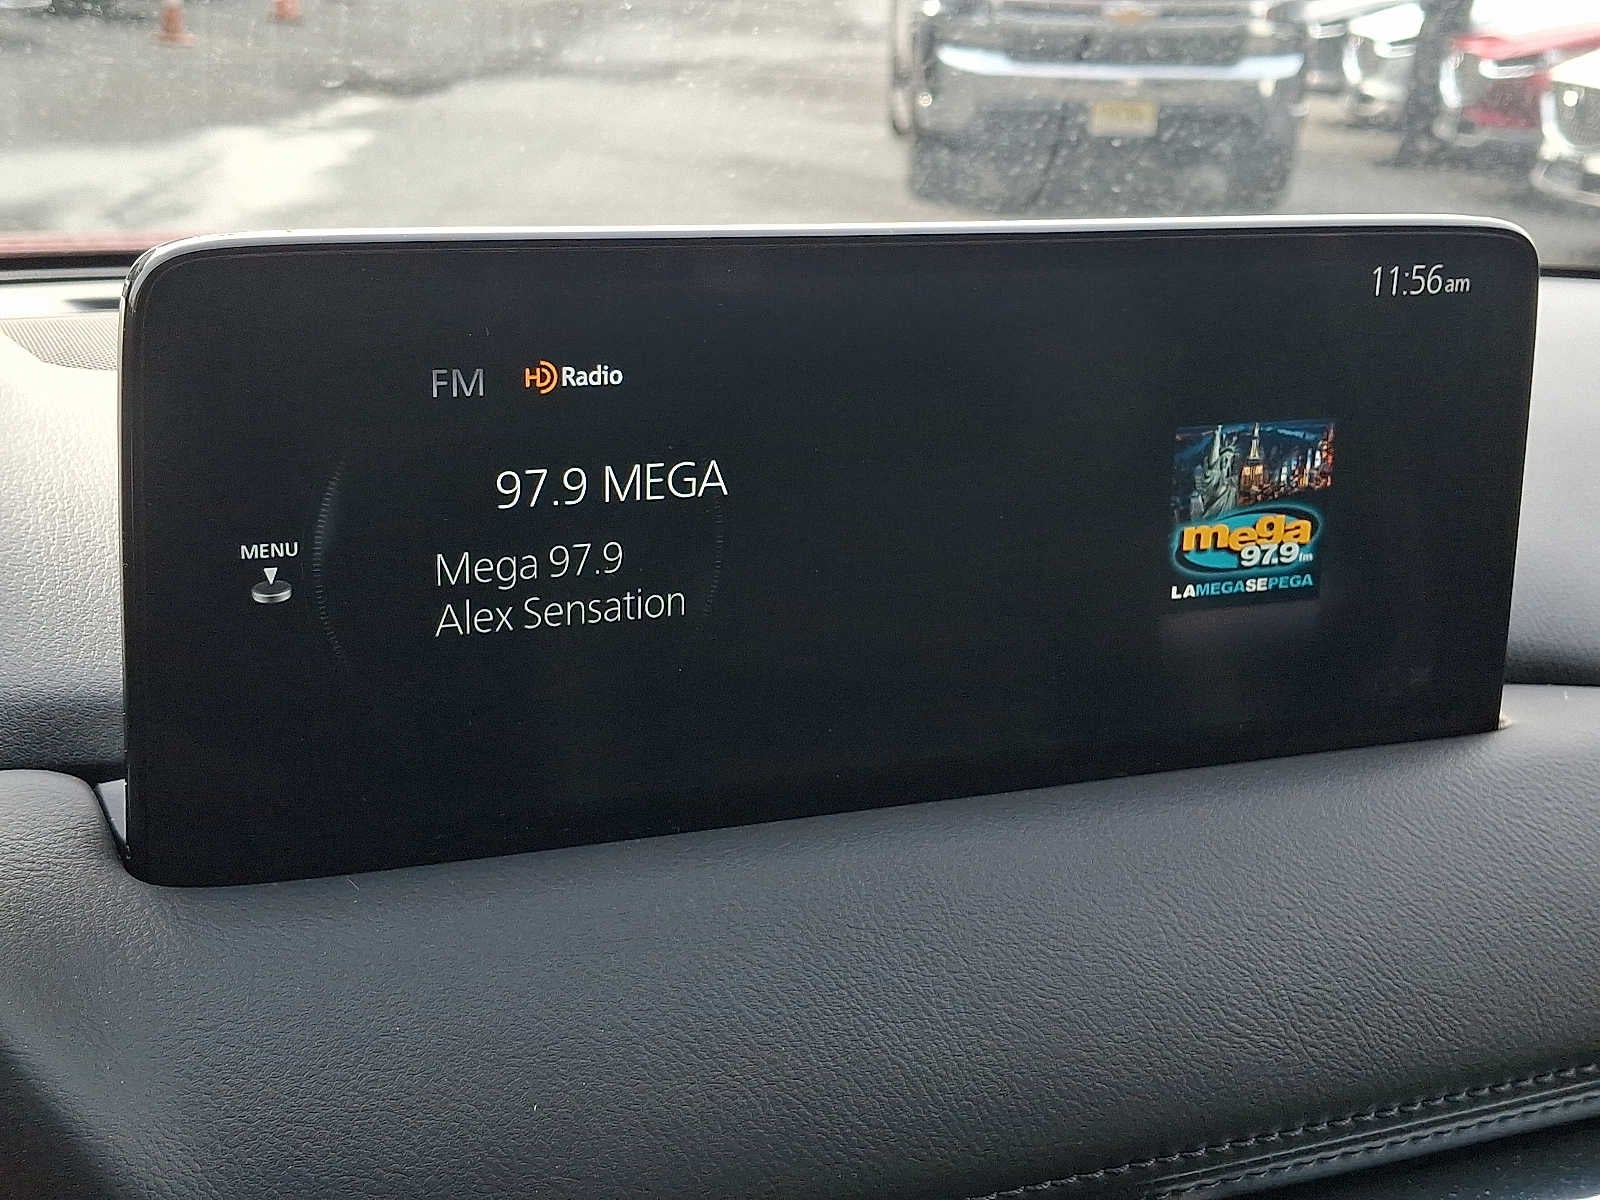 11:56am
FM HD Radio
97.9 MEGA
Mega 97.9
Alex Sensation
MENU
mega
97.9fm
LAMEGASEPEGA